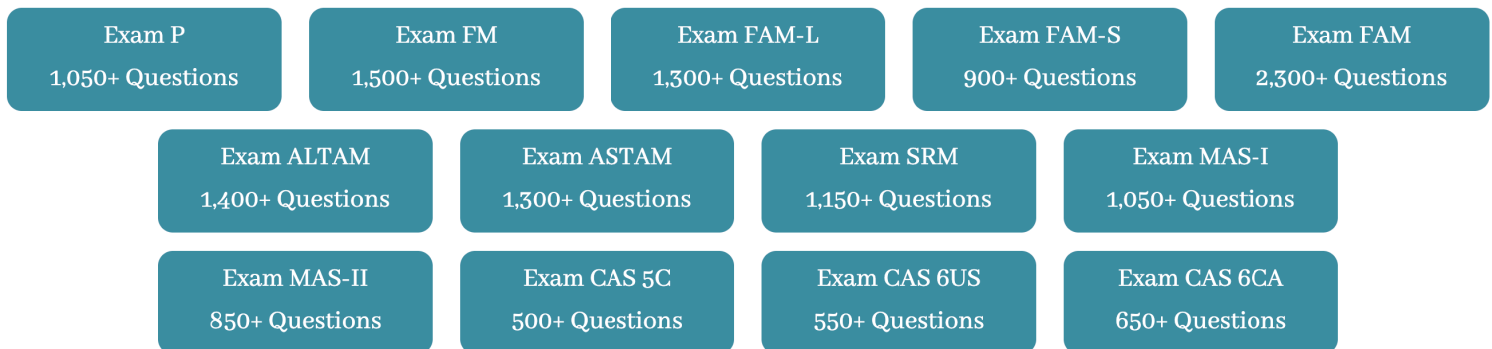 Exam P
1,050+ Questions
Exam FM
1,500+ Questions
Exam FAM-L
1,300+ Questions
Exam FAM-S
900+ Questions
Exam FAM
2,300+ Questions
Exam ALTAM
1,400+ Questions
Exam ASTAM
1,300+ Questions
Exam SRM
1,150+ Questions
Exam MAS-I
1,050+ Questions
Exam MAS-II
850+ Questions
Exam CAS 5C
500+ Questions
Exam CAS 6US
550+ Questions
Exam CAS 6CA
650+ Questions